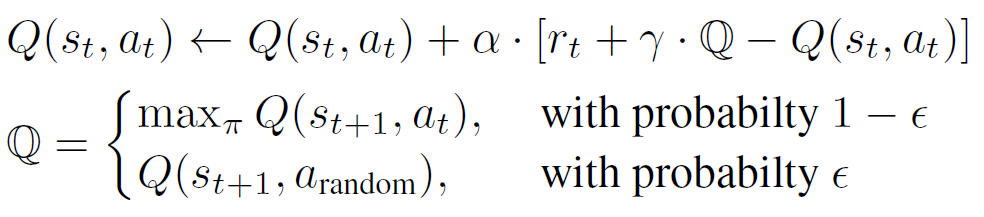 Q(s_t, a_t) ← Q(s_t, a_t) + α · [r_t + γ · ℚ − Q(s_t, a_t)]
ℚ = { max_π Q(s_{t+1}, a_t), with probabilty 1 − ϵ
Q(s_{t+1}, a_random), with probabilty ϵ